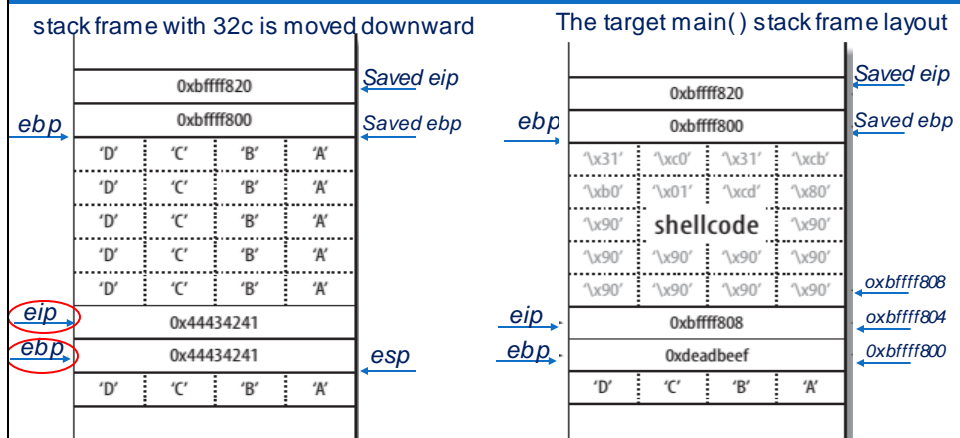 stack frame with 32c is moved downward
0xbffff820
Saved eip
ebp
0xbffff800
Saved ebp
'D' 'C' 'B' 'A'
'D' 'C' 'B' 'A'
'D' 'C' 'B' 'A'
'D' 'C' 'B' 'A'
'D' 'C' 'B' 'A'
eip
0x44434241
ebp
0x44434241
esp
'D' 'C' 'B' 'A'
The target main( ) stack frame layout
Saved eip
0xbffff820
ebp
0xbffff800
Saved ebp
'\x31' '\xc0' '\x31' '\xcb'
'\xb0' '\x01' '\xcd' '\x80'
'\x90' shellcode '\x90'
'\x90' '\x90' '\x90' '\x90'
'\x90' '\x90' '\x90' '\x90'
oxbffff808
eip
0xbffff808
oxbffff804
ebp
0xdeadbeef
0xbffff800
'D' 'C' 'B' 'A'